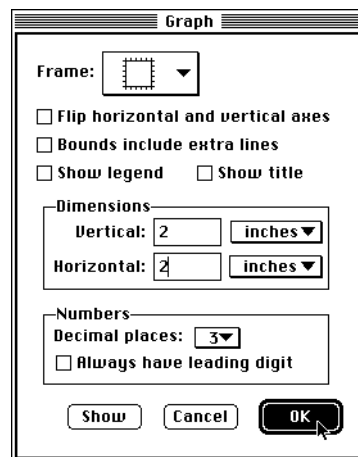 Graph
Frame:
Flip horizontal and vertical axes
Bounds include extra lines
Show legend Show title
Dimensions
Vertical: 2 inches
Horizontal: 2 inches
Numbers
Decimal places: 3
Always have leading digit
Show Cancel OK